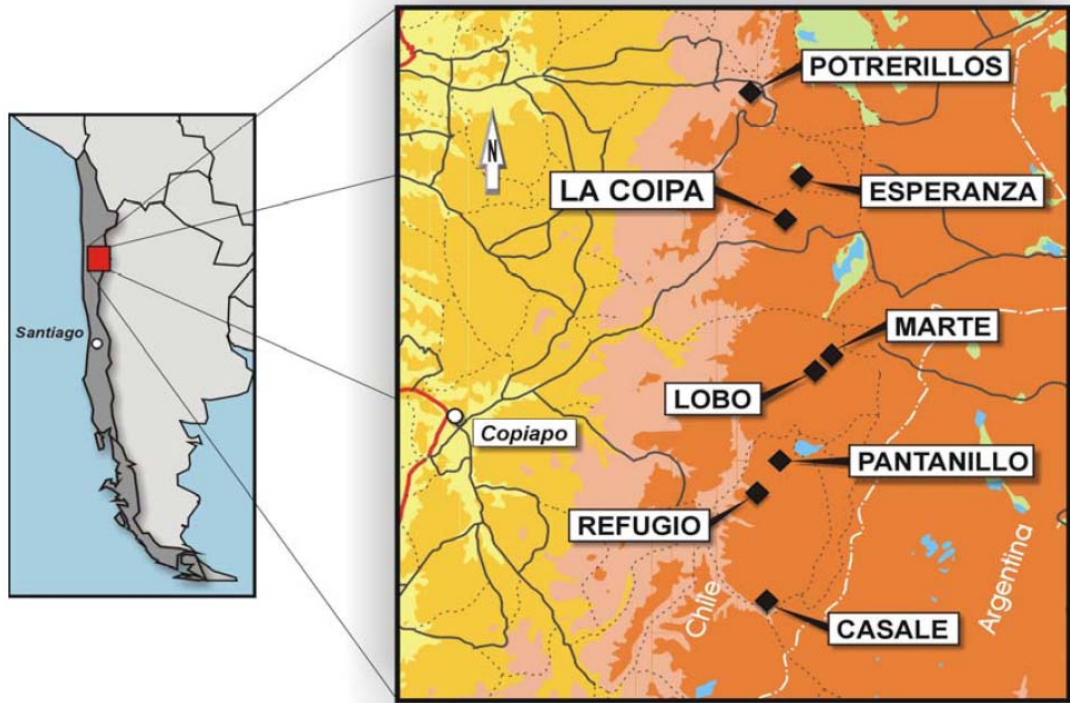 POTRERILLOS
N
LA COIPA
ESPERANZA
Santiago
MARTE
LOBO
Copiapo
PANTANILLO
REFUGIO
Chile
Argentina
CASALE